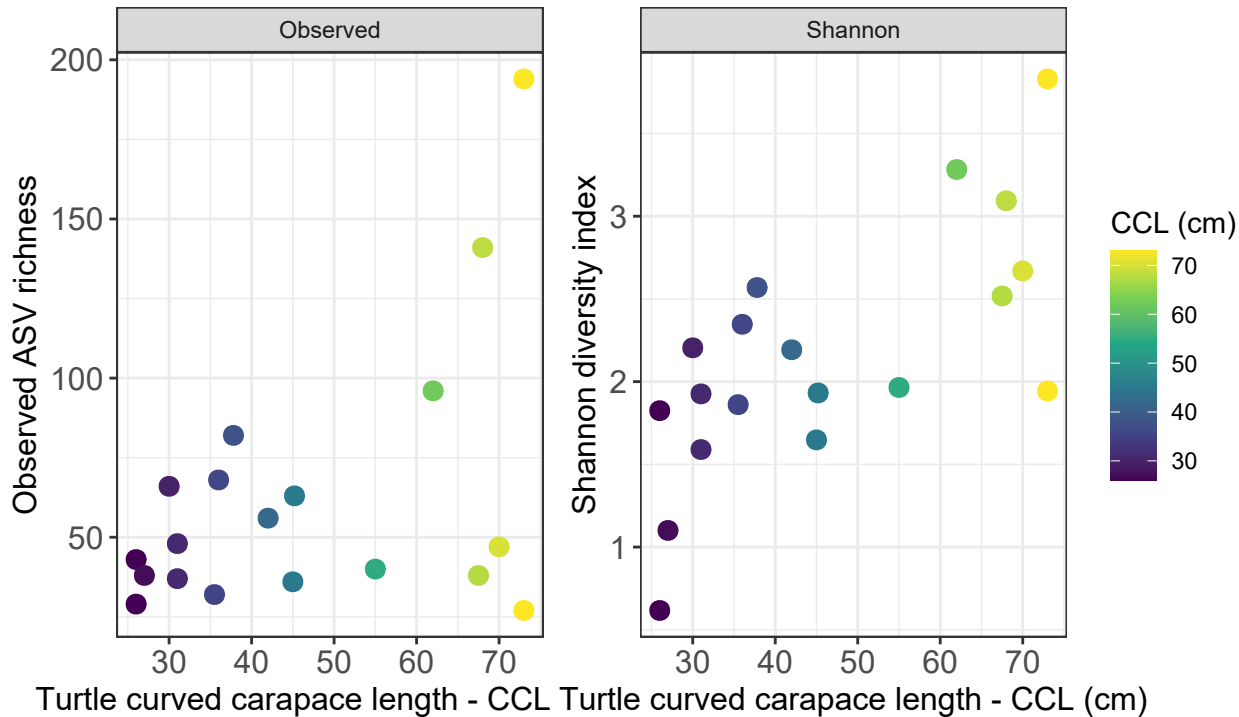 Observed
Observed ASV richness
200
150
100
50
30 40 50 60 70
Turtle curved carapace length - CCL
Shannon
Shannon diversity index
3
2
1
30 40 50 60 70
Turtle curved carapace length - CCL (cm)
CCL (cm)
70
60
50
40
30